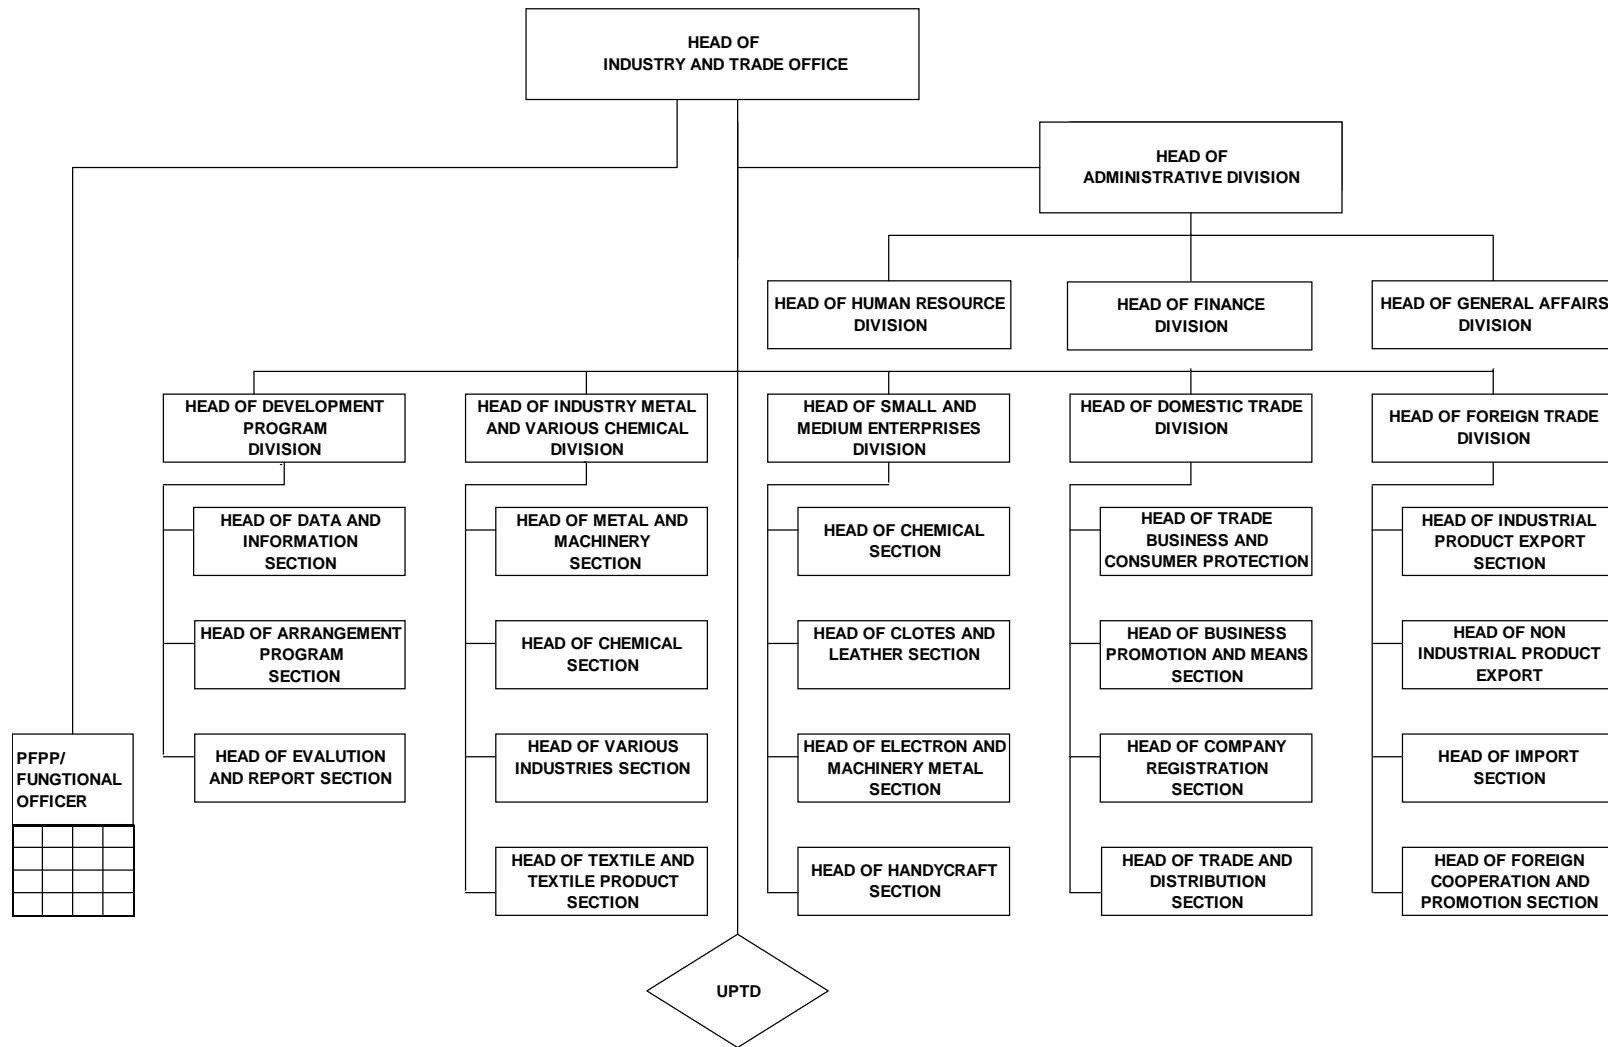 HEAD OF
INDUSTRY AND TRADE OFFICE
HEAD OF
ADMINISTRATIVE DIVISION
HEAD OF HUMAN RESOURCE
DIVISION
HEAD OF FINANCE
DIVISION
HEAD OF GENERAL AFFAIRS
DIVISION
HEAD OF DEVELOPMENT
PROGRAM
DIVISION
HEAD OF INDUSTRY METAL
AND VARIOUS CHEMICAL
DIVISION
HEAD OF SMALL AND
MEDIUM ENTERPRISES
DIVISION
HEAD OF DOMESTIC TRADE
DIVISION
HEAD OF FOREIGN TRADE
DIVISION
HEAD OF DATA AND
INFORMATION
SECTION
HEAD OF METAL AND
MACHINERY
SECTION
HEAD OF CHEMICAL
SECTION
HEAD OF TRADE
BUSINESS AND
CONSUMER PROTECTION
HEAD OF INDUSTRIAL
PRODUCT EXPORT
SECTION
HEAD OF ARRANGEMENT
PROGRAM
SECTION
HEAD OF CHEMICAL
SECTION
HEAD OF CLOTES AND
LEATHER SECTION
HEAD OF BUSINESS
PROMOTION AND MEANS
SECTION
HEAD OF NON
INDUSTRIAL PRODUCT
EXPORT
PFPP/
FUNGTIONAL
OFFICER
HEAD OF EVALUTION
AND REPORT SECTION
HEAD OF VARIOUS
INDUSTRIES SECTION
HEAD OF ELECTRON AND
MACHINERY METAL
SECTION
HEAD OF COMPANY
REGISTRATION
SECTION
HEAD OF IMPORT
SECTION
HEAD OF TEXTILE AND
TEXTILE PRODUCT
SECTION
HEAD OF HANDYCRAFT
SECTION
HEAD OF TRADE AND
DISTRIBUTION
SECTION
HEAD OF FOREIGN
COOPERATION AND
PROMOTION SECTION
UPTD